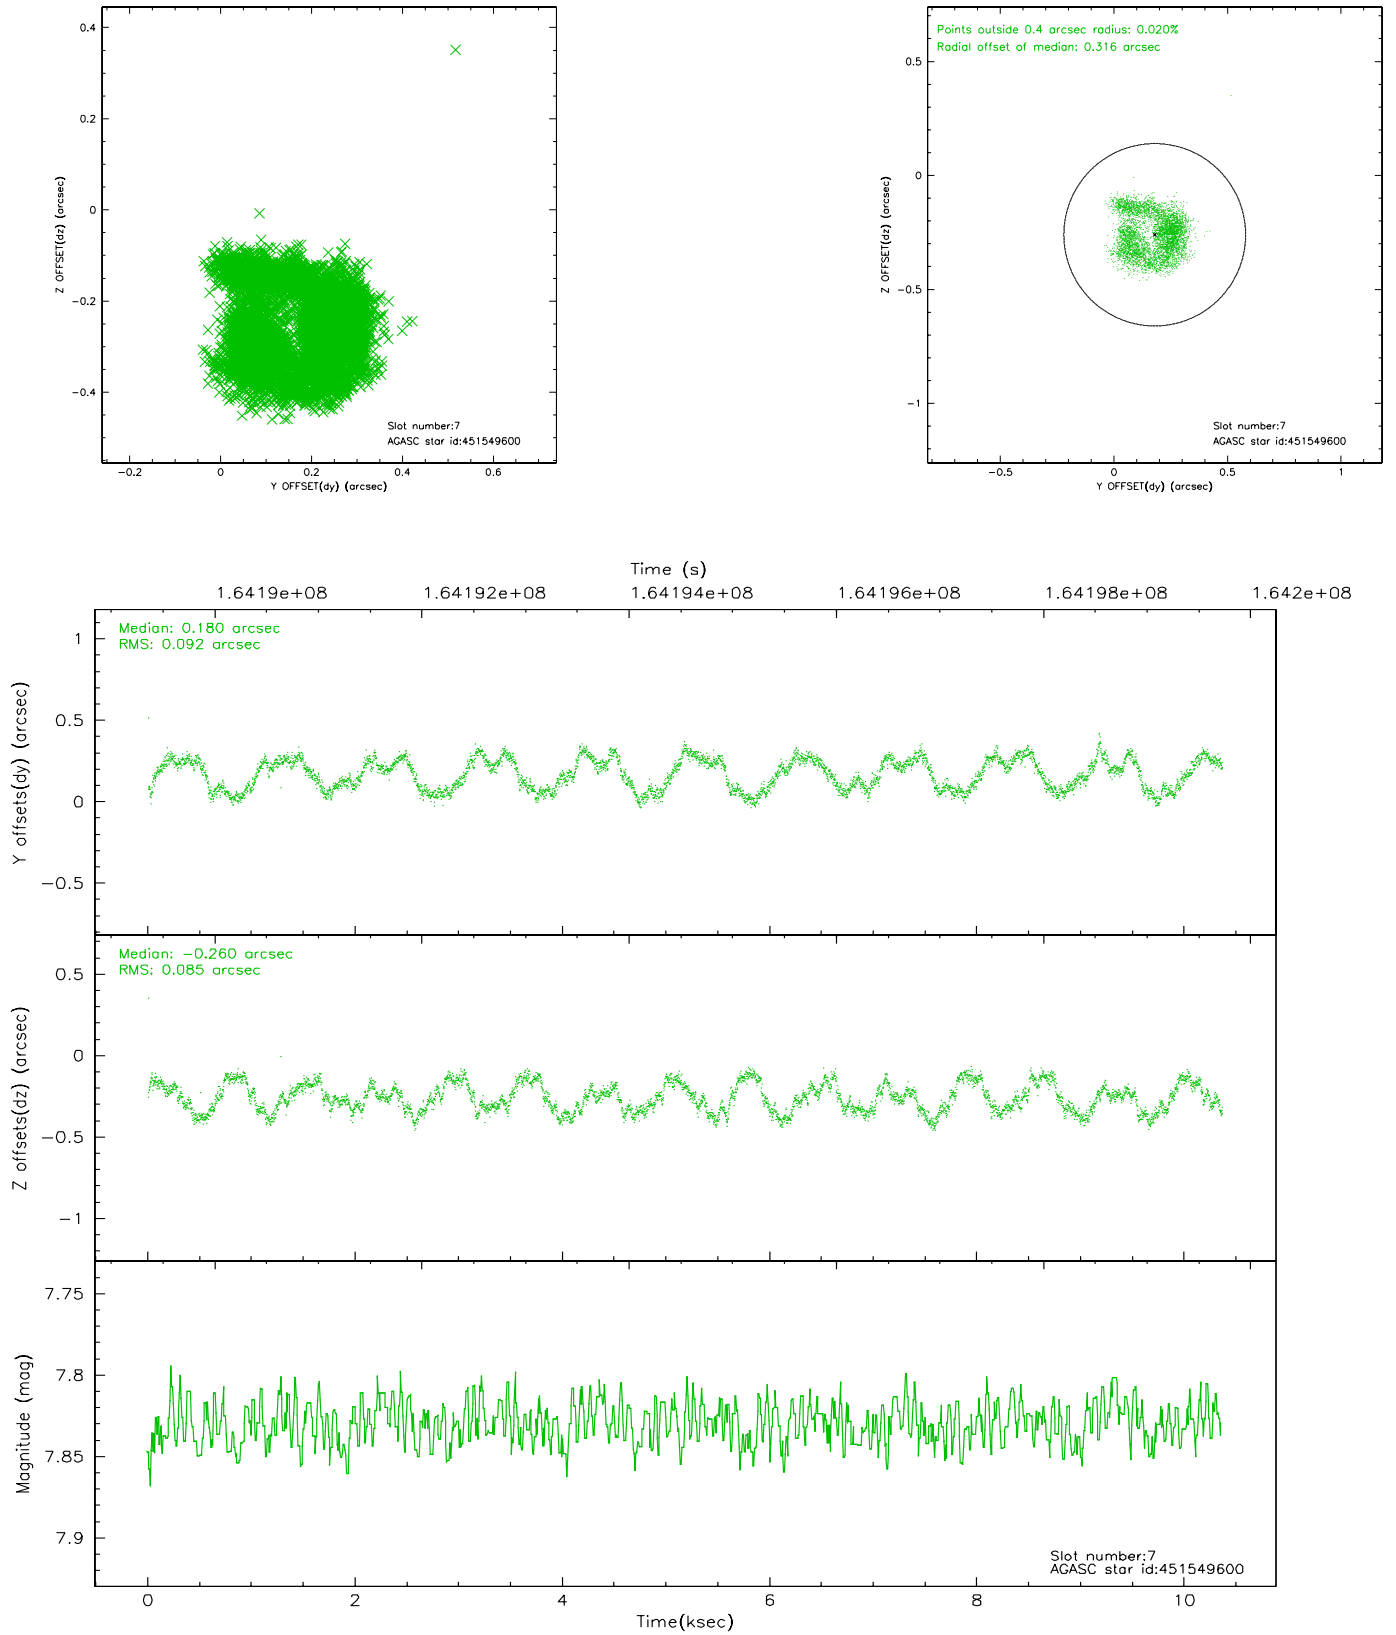 0.4
0.2
0
−0.2
−0.4
Z OFFSET(dz) (arcsec)
Slot number:7
AGASC star id:451549600
−0.2
0
0.2
0.4
0.6
Y OFFSET(dy) (arcsec)
Points outside 0.4 arcsec radius: 0.020%
Radial offset of median: 0.316 arcsec
0.5
0
−0.5
−1
Z OFFSET(dz) (arcsec)
Slot number:7
AGASC star id:451549600
−0.5
0
0.5
1
Y OFFSET(dy) (arcsec)
Time (s)
1.6419e+08
1.64192e+08
1.64194e+08
1.64196e+08
1.64198e+08
1.642e+08
Median: 0.180 arcsec
RMS: 0.092 arcsec
1
0.5
0
−0.5
Y offsets(dy) (arcsec)
Median: −0.260 arcsec
RMS: 0.085 arcsec
0.5
0
−0.5
−1
Z offsets(dz) (arcsec)
7.75
7.8
7.85
7.9
Magnitude (mag)
Slot number:7
AGASC star id:451549600
0
2
4
6
8
10
Time(ksec)